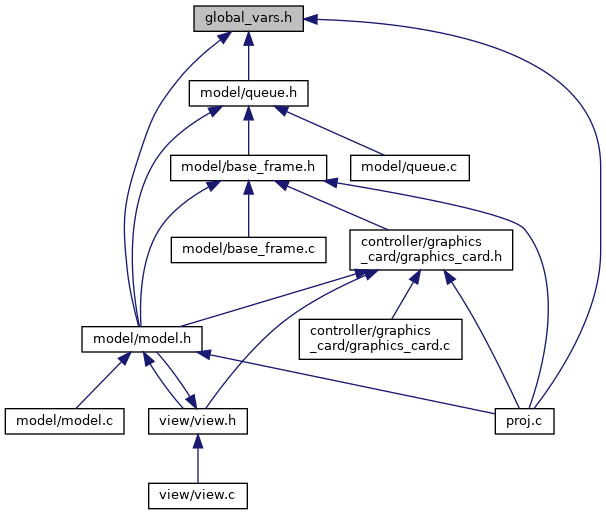 global_vars.h
model/queue.h
model/base_frame.h
model/queue.c
model/base_frame.c
controller/graphics
_card/graphics_card.h
controller/graphics
_card/graphics_card.c
model/model.h
model/model.c
view/view.h
proj.c
view/view.c